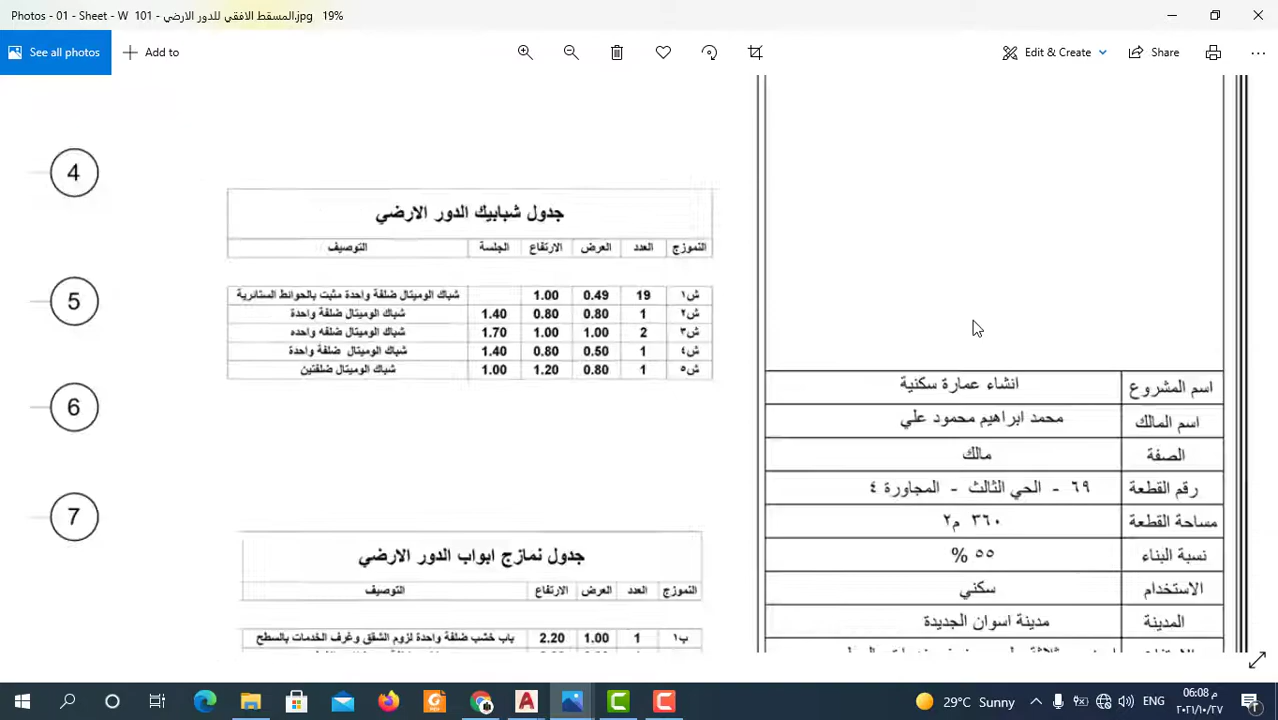 Photos - 01 - Sheet - W 101 - المسقط الافقي للدور الارضي.jpg 19%
See all photos
Add to
Edit & Create
Share
4
5
6
7
جدول شبابيك الدور الارضي
النموزج العدد العرض الارتفاع الجلسة التوصيف
ش١ 19 0.49 1.00 شباك الوميتال ضلفة واحدة مثبت بالحوائط الستائرية
ش٢ 1 0.80 0.80 1.40 شباك الوميتال ضلفة واحدة
ش٣ 2 1.00 1.00 1.70 شباك الوميتال ضلفه واحده
ش٤ 1 0.50 0.80 1.40 شباك الوميتال ضلفة واحدة
ش٥ 1 0.80 1.20 1.00 شباك الوميتال ضلفتين
جدول نمازج ابواب الدور الارضي
النموزج العدد العرض الارتفاع التوصيف
ب١ 1 1.00 2.20 باب خشب ضلفة واحدة لزوم الشقق وغرف الخدمات بالسطح
اسم المشروع انشاء عمارة سكنية
اسم المالك محمد ابراهيم محمود علي
الصفة مالك
رقم القطعة ٦٩ - الحي الثالث - المجاورة ٤
مساحة القطعة ٣٦٠ م٢
نسبة البناء ٥٥ %
الاستخدام سكني
المدينة مدينة اسوان الجديدة
29°C Sunny
ENG
06:08 م
٢٠٢١/١٠/٢٧